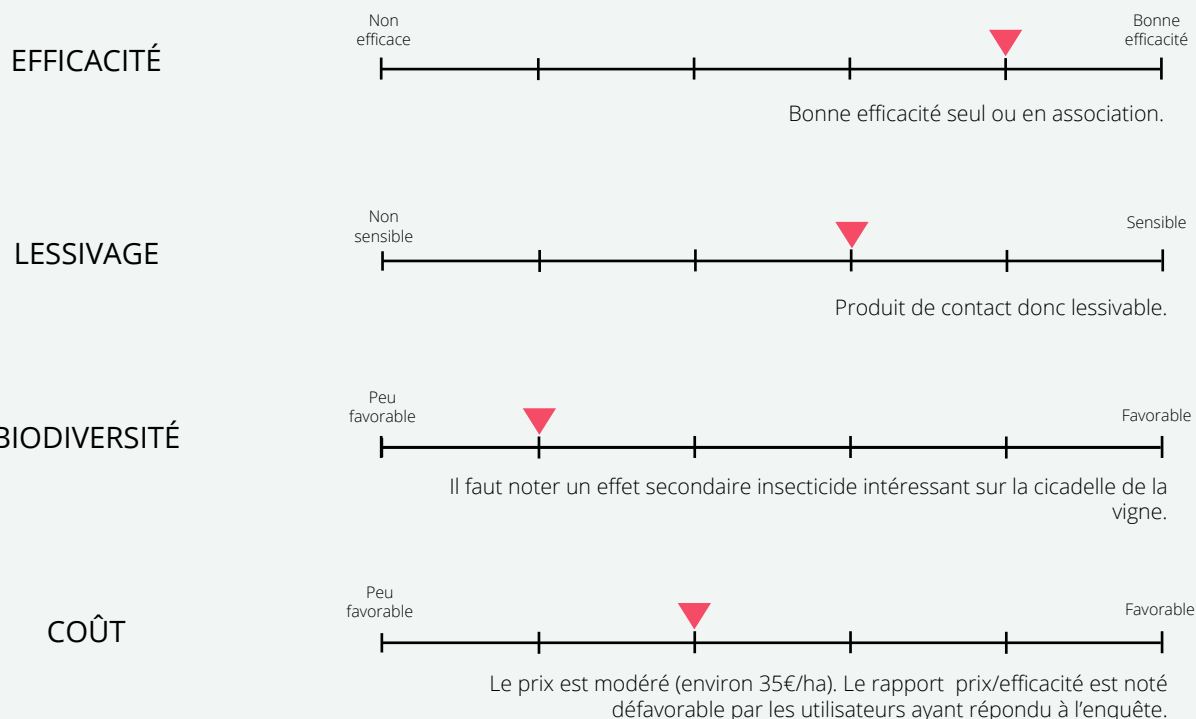 EFFICACITÉ
Non
efficace
Bonne
efficacité
Bonne efficacité seul ou en association.
LESSIVAGE
Non
sensible
Sensible
Produit de contact donc lessivable.
BIODIVERSITÉ
Peu
favorable
Favorable
Il faut noter un effet secondaire insecticide intéressant sur la cicadelle de la
vigne.
COÛT
Peu
favorable
Favorable
Le prix est modéré (environ 35€/ha). Le rapport prix/efficacité est noté
défavorable par les utilisateurs ayant répondu à l'enquête.